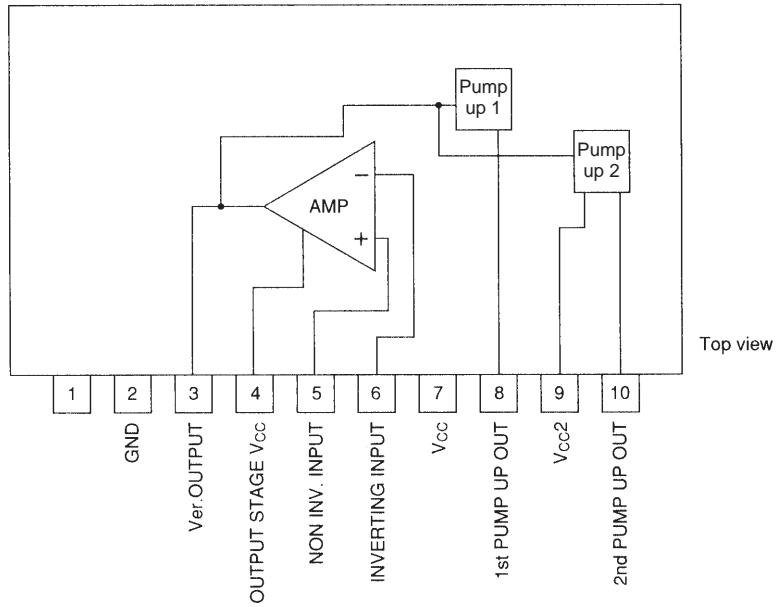 Pump
up 1
Pump
up 2
AMP
−
+
Top view
1
2
3
4
5
6
7
8
9
10
GND
Ver.OUTPUT
OUTPUT STAGE VCC
NON INV. INPUT
INVERTING INPUT
VCC
1st PUMP UP OUT
VCC2
2nd PUMP UP OUT